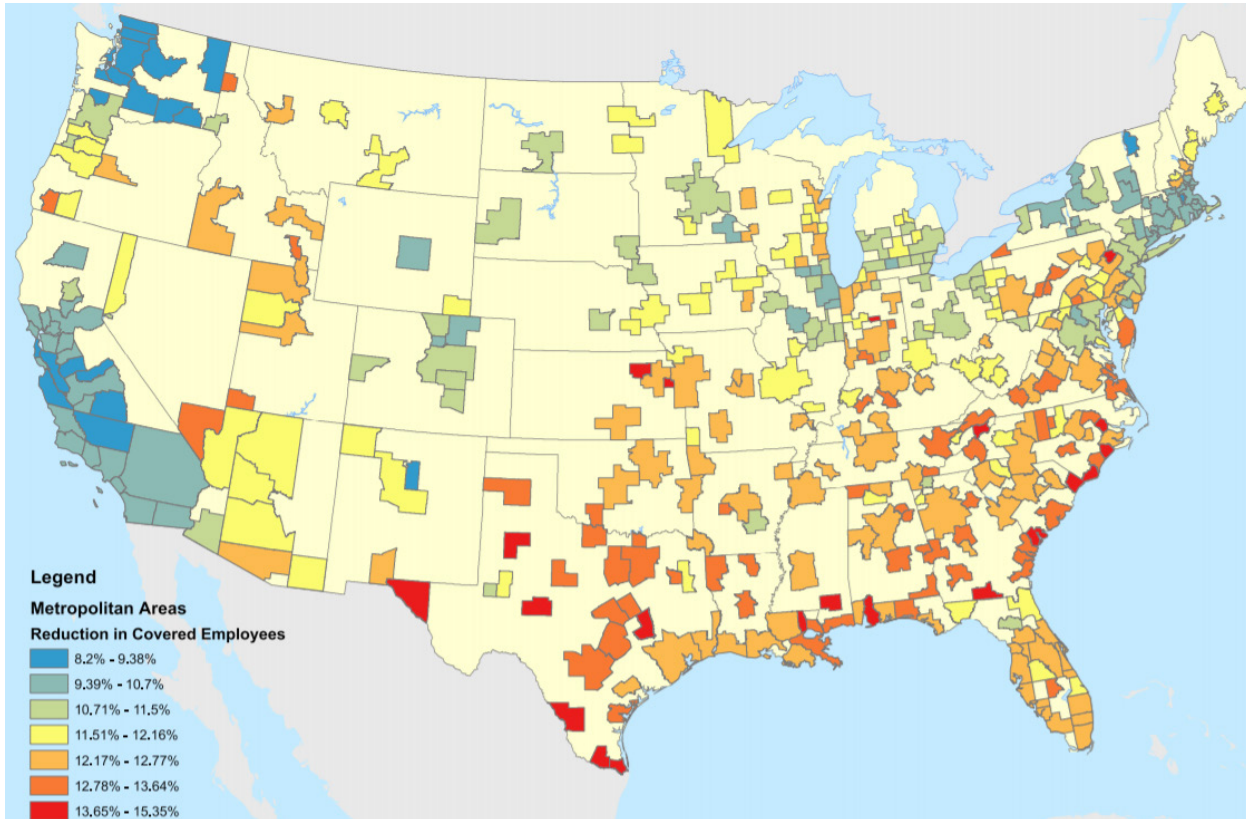 Legend
Metropolitan Areas
Reduction in Covered Employees
8.2% - 9.38%
9.39% - 10.7%
10.71% - 11.5%
11.51% - 12.16%
12.17% - 12.77%
12.78% - 13.64%
13.65% - 15.35%